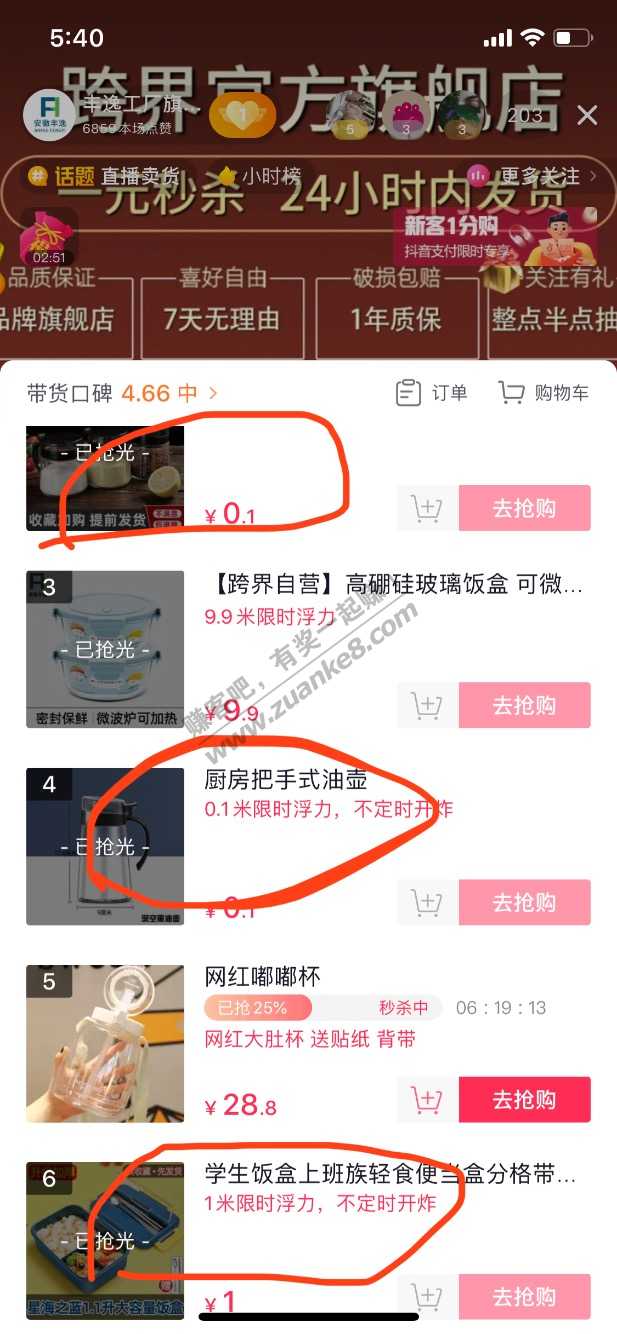 5:40
跨界官方旗舰店
丰逸工厂旗...
6859本场点赞
安徽丰逸
1
5
3
3
203
话题 直播卖货
小时榜
更多关注
一元秒杀 24小时内发货
02:51
新客1分购
抖音支付限时专享
品质保证
喜好自由
破损包赔
关注有礼
品牌旗舰店
7天无理由
1年质保
整点半点抽
带货口碑 4.66 中
订单
购物车
- 已抢光 -
收藏加购 提前发货
¥ 0.1
去抢购
3
【跨界自营】高硼硅玻璃饭盒 可微...
9.9米限时浮力
- 已抢光 -
密封保鲜 微波炉可加热
¥ 9.9
去抢购
赚客吧，有奖一起赚
www.zuanke8.com
4
厨房把手式油壶
0.1米限时浮力，不定时开炸
- 已抢光 -
¥ 0.1
去抢购
5
网红嘟嘟杯
已抢25%
秒杀中
06 : 19 : 13
网红大肚杯 送贴纸 背带
¥ 28.8
去抢购
6
学生饭盒上班族轻食便当盒分格带...
1米限时浮力，不定时开炸
- 已抢光 -
星海之蓝1.1升大容量饭盒
¥ 1
去抢购